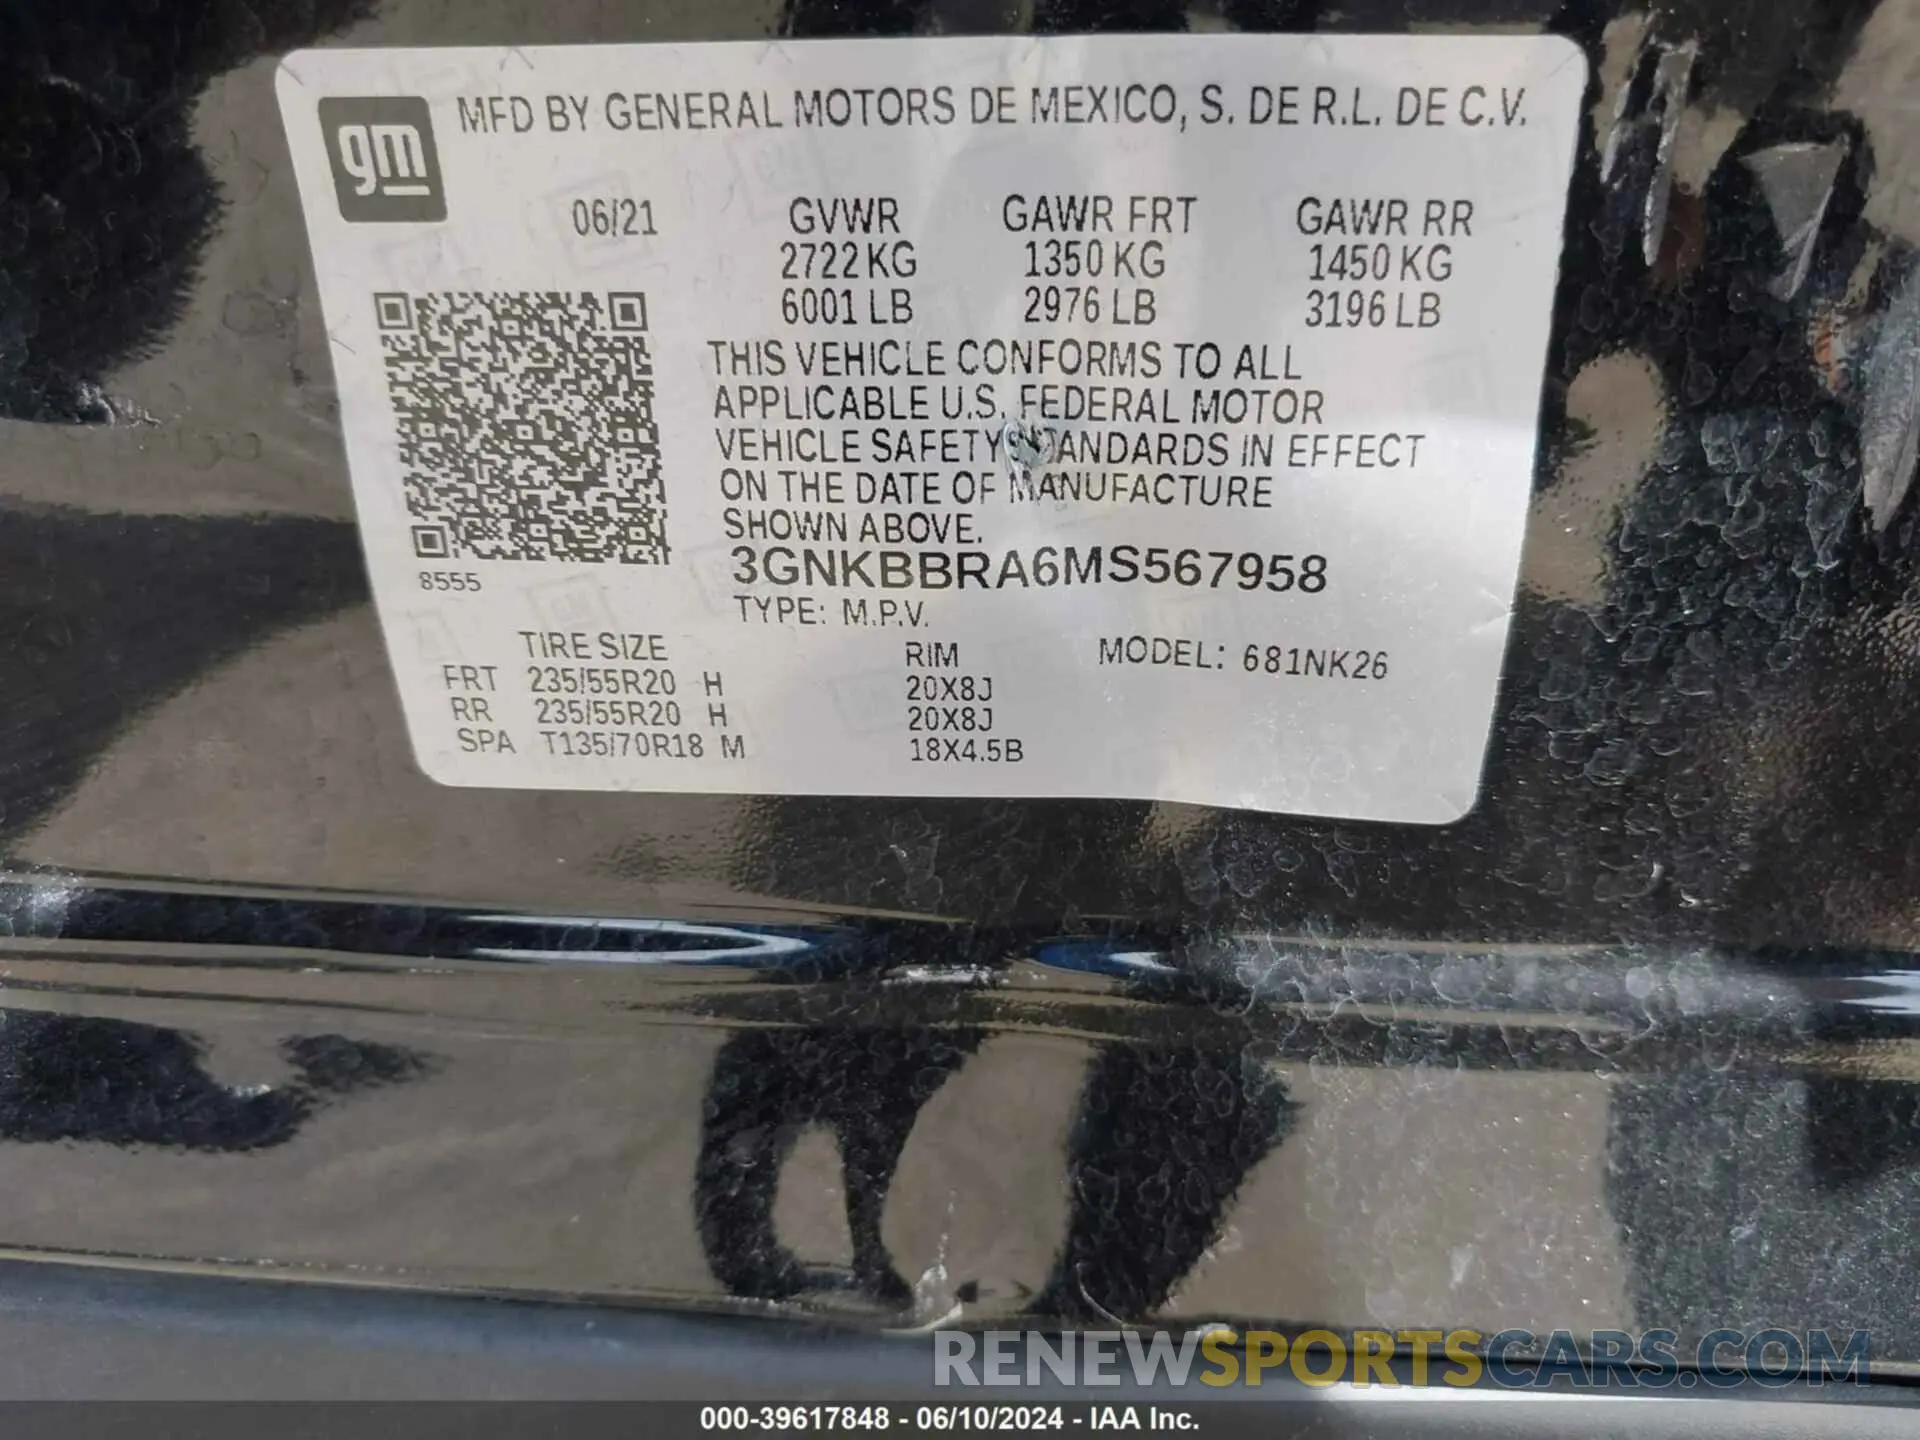 gm MFD BY GENERAL MOTORS DE MEXICO, S. DE R.L. DE C.V.
06/21 GVWR GAWR FRT GAWR RR
2722 KG 1350 KG 1450 KG
6001 LB 2976 LB 3196 LB
THIS VEHICLE CONFORMS TO ALL
APPLICABLE U.S. FEDERAL MOTOR
VEHICLE SAFETY STANDARDS IN EFFECT
ON THE DATE OF MANUFACTURE
SHOWN ABOVE.
3GNKBBRA6MS567958
8555
TYPE: M.P.V.
TIRE SIZE RIM MODEL: 681NK26
FRT 235/55R20 H 20X8J
RR 235/55R20 H 20X8J
SPA T135/70R18 M 18X4.5B
RENEWSPORTSCARS.COM
000-39617848 - 06/10/2024 - IAA Inc.